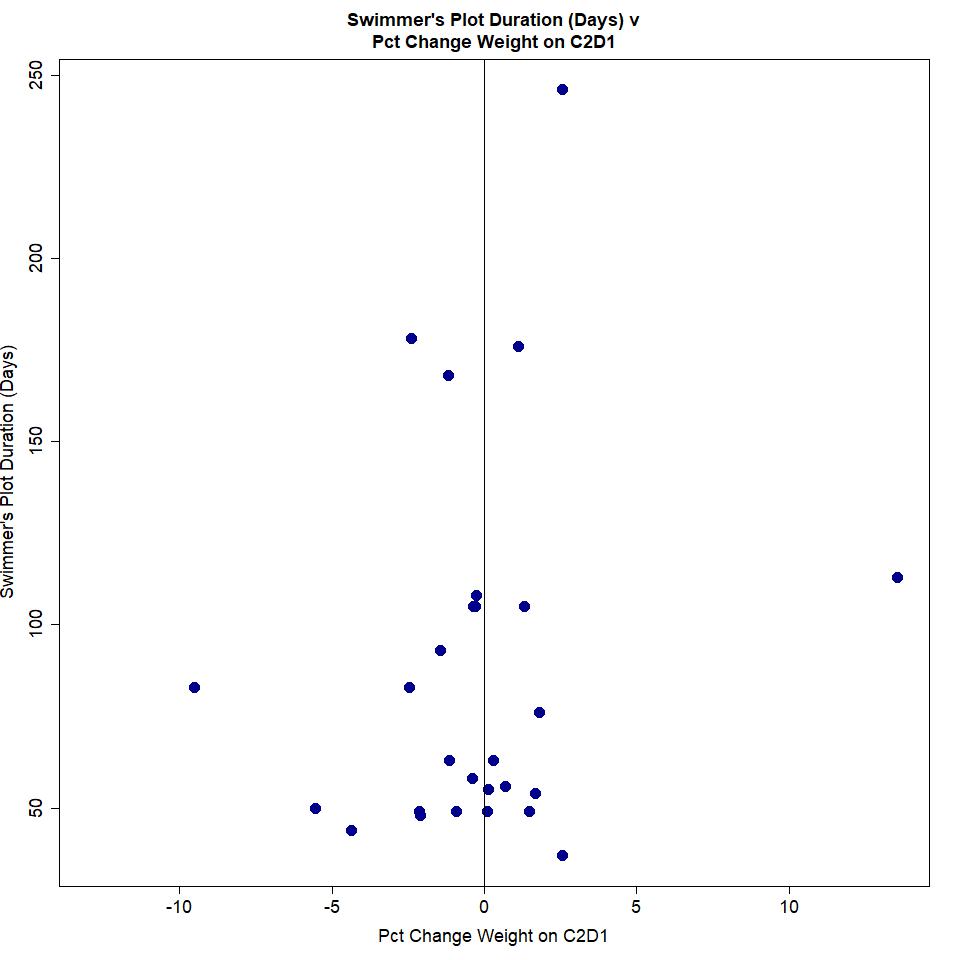 Swimmer's Plot Duration (Days) v
Pct Change Weight on C2D1
250
200
150
100
50
Swimmer's Plot Duration (Days)
-10
-5
0
5
10
Pct Change Weight on C2D1